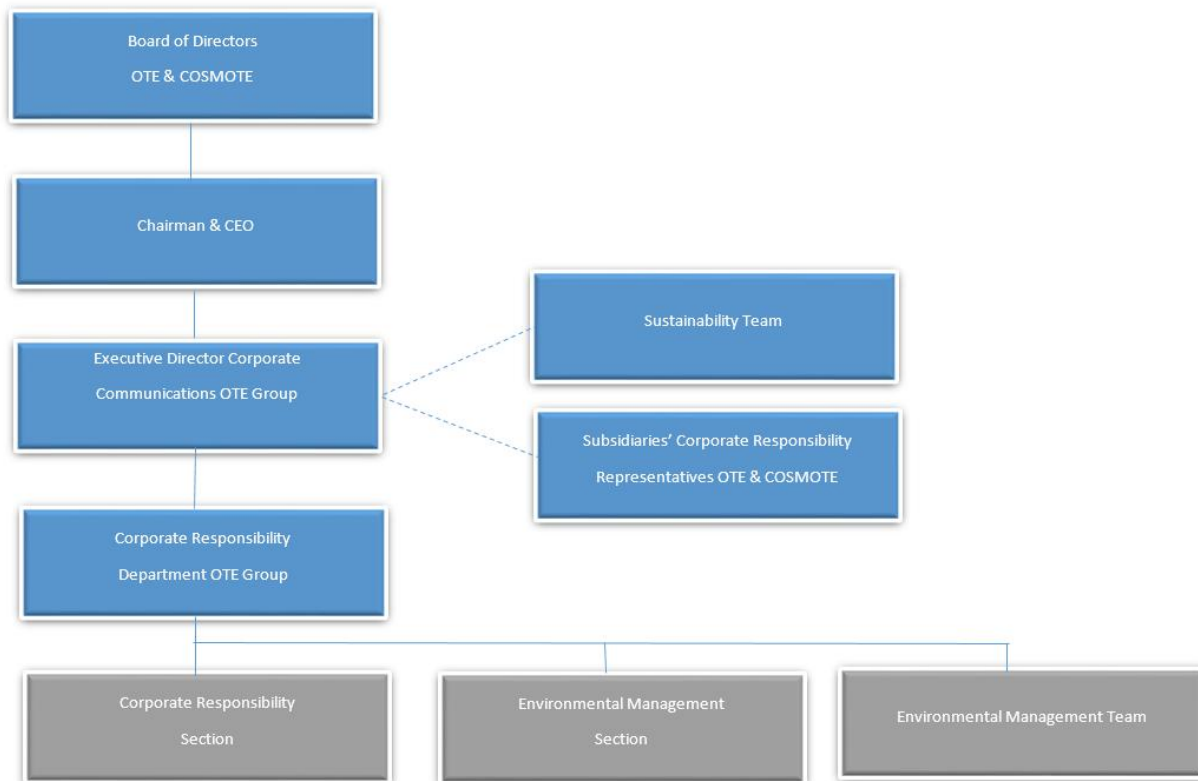 Board of Directors
OTE & COSMOTE
Chairman & CEO
Executive Director Corporate
Communications OTE Group
Sustainability Team
Subsidiaries’ Corporate Responsibility
Representatives OTE & COSMOTE
Corporate Responsibility
Department OTE Group
Corporate Responsibility
Section
Environmental Management
Section
Environmental Management Team